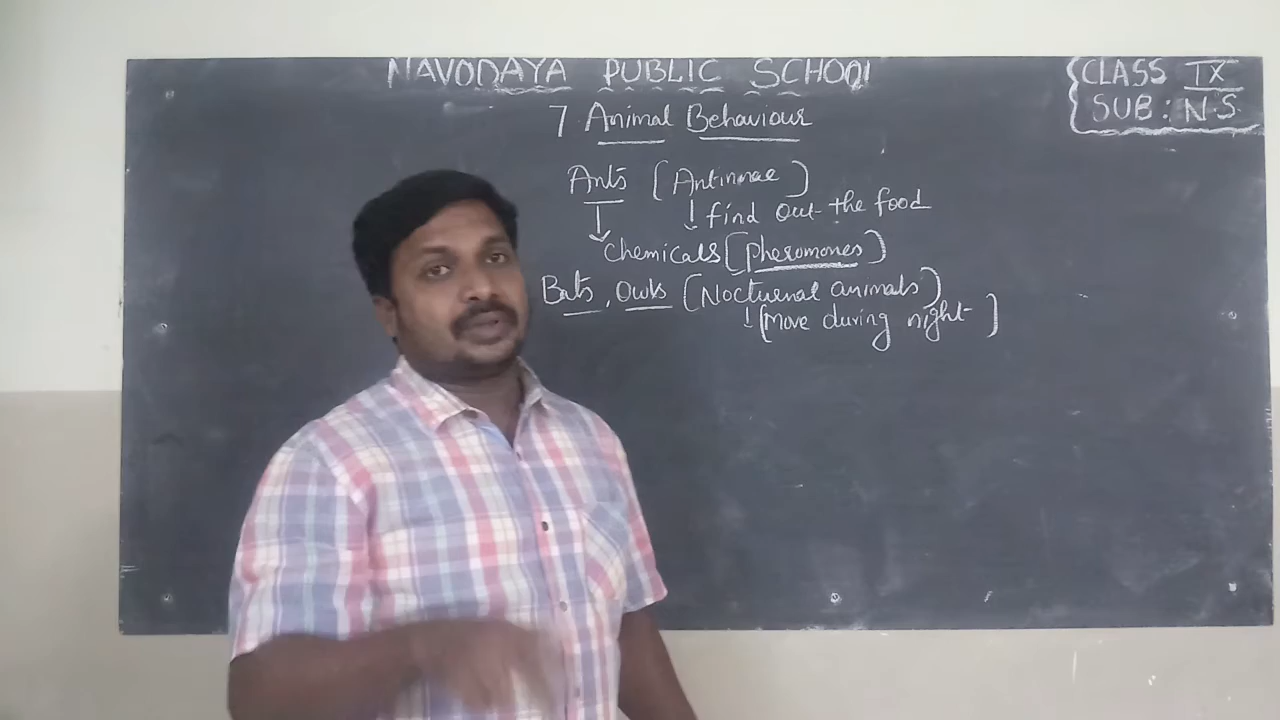 NAVODAYA PUBLIC SCHOOL
CLASS IX
SUB: N.S
7 Animal Behaviour
Ants (Antinnae)
↓ find out the food
↓ chemicals (pheromones)
Bats, Owls (Nocturnal animals)
↓ (move during night)